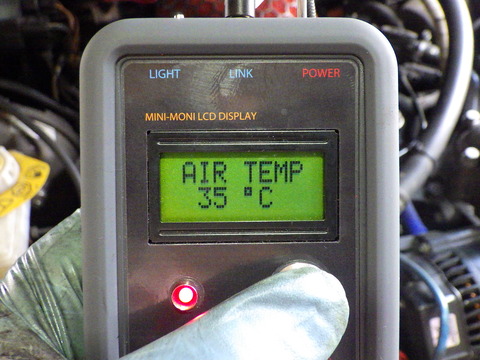 LIGHT LINK POWER
MINI-MONI LCD DISPLAY
AIR TEMP
35 °C